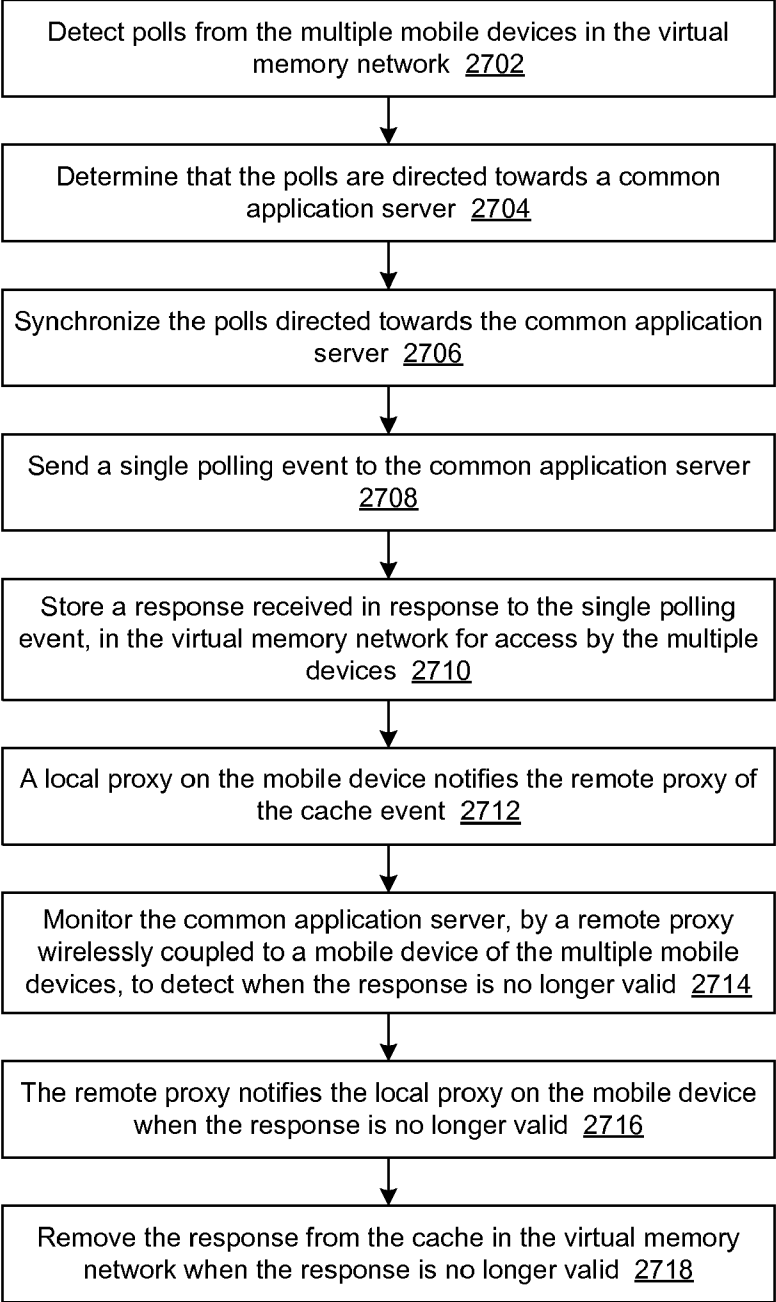 Detect polls from the multiple mobile devices in the virtual
memory network 2702
Determine that the polls are directed towards a common
application server 2704
Synchronize the polls directed towards the common application
server 2706
Send a single polling event to the common application server
2708
Store a response received in response to the single polling
event, in the virtual memory network for access by the multiple
devices 2710
A local proxy on the mobile device notifies the remote proxy of
the cache event 2712
Monitor the common application server, by a remote proxy
wirelessly coupled to a mobile device of the multiple mobile
devices, to detect when the response is no longer valid 2714
The remote proxy notifies the local proxy on the mobile device
when the response is no longer valid 2716
Remove the response from the cache in the virtual memory
network when the response is no longer valid 2718